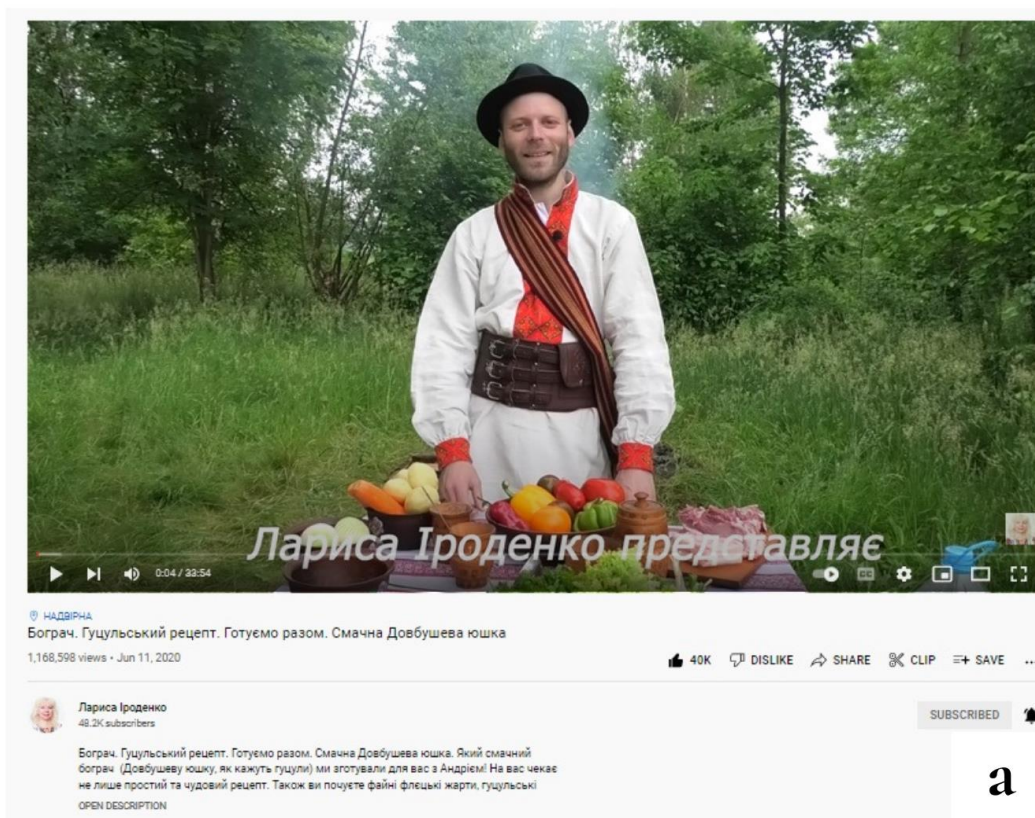 Лариса Іроденко представляє
0:04 / 33:54
CC
НАДВІРНА
Бограч. Гуцульський рецепт. Готуємо разом. Смачна Довбушева юшка
1,168,598 views • Jun 11, 2020
40K DISLIKE SHARE CLIP SAVE ...
Лариса Іроденко
48.2K subscribers
SUBSCRIBED
Бограч. Гуцульський рецепт. Готуємо разом. Смачна Довбушева юшка. Який смачний
бограч (Довбушеву юшку, як кажуть гуцули) ми зготували для вас з Андрієм! На вас чекає
не лише простий та чудовий рецепт. Також ви почуєте файні флєцькі жарти, гуцульські
OPEN DESCRIPTION
a